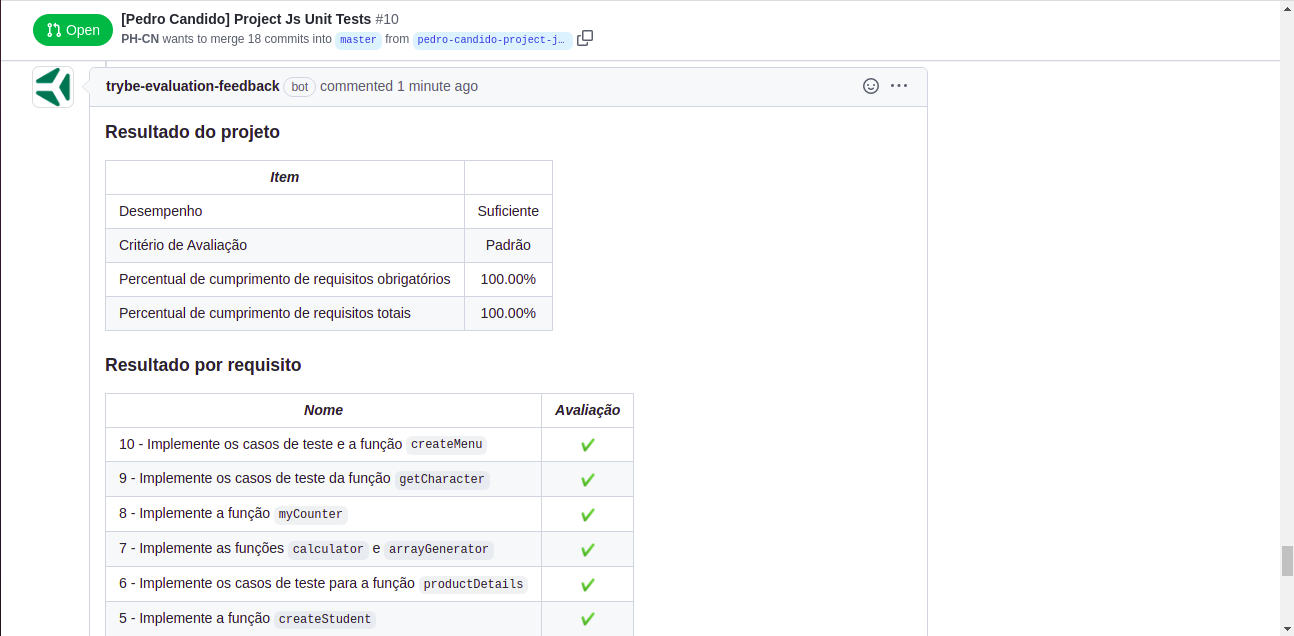 Open
[Pedro Candido] Project Js Unit Tests #10
PH-CN wants to merge 18 commits into master from pedro-candido-project-j…
trybe-evaluation-feedback bot commented 1 minute ago
Resultado do projeto
Item
Desempenho Suficiente
Critério de Avaliação Padrão
Percentual de cumprimento de requisitos obrigatórios 100.00%
Percentual de cumprimento de requisitos totais 100.00%
Resultado por requisito
Nome Avaliação
10 - Implemente os casos de teste e a função createMenu ✔
9 - Implemente os casos de teste da função getCharacter ✔
8 - Implemente a função myCounter ✔
7 - Implemente as funções calculator e arrayGenerator ✔
6 - Implemente os casos de teste para a função productDetails ✔
5 - Implemente a função createStudent ✔